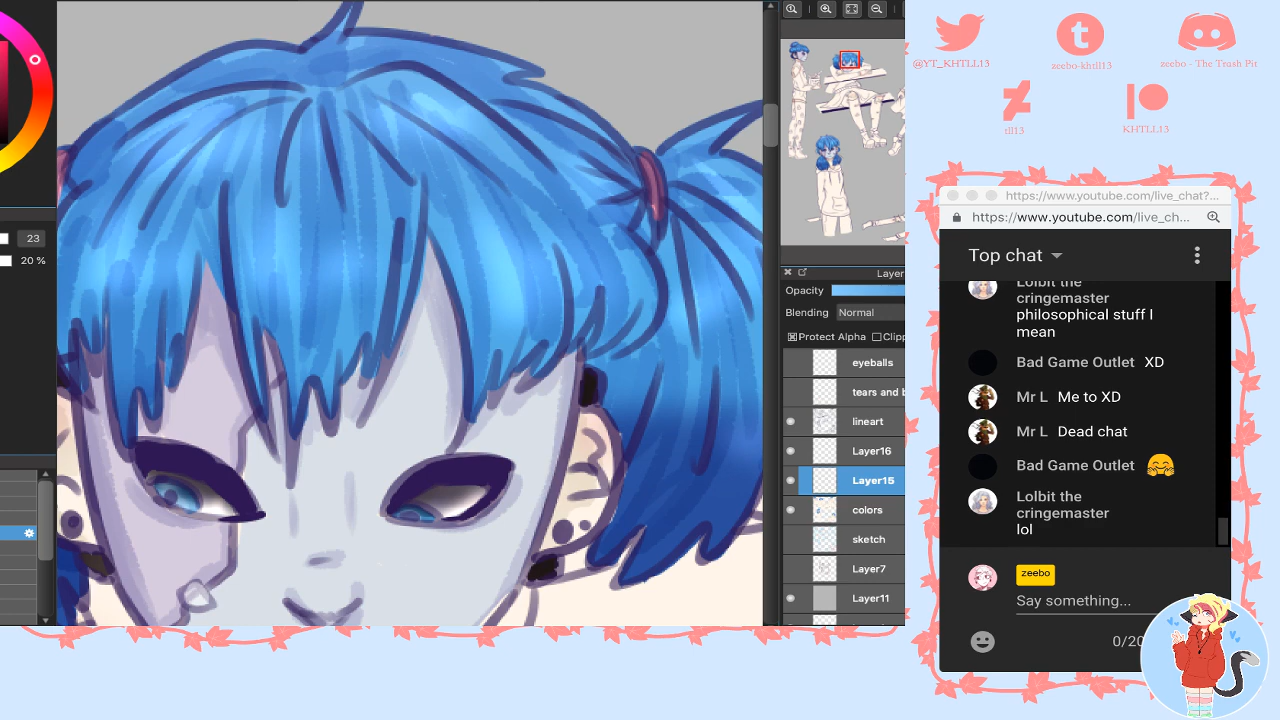 @YT_KHTLL13
zeebo-khtll13
zeebo - The Trash Pit
tll13
KHTLL13
23
20 %
Layer
Opacity
Blending Normal
Protect Alpha Clipp
eyeballs
tears and b
lineart
Layer16
Layer15
colors
sketch
Layer7
Layer11
https://www.youtube.com/live_chat?...
https://www.youtube.com/live_ch...
Top chat
Lolbit the
cringemaster
philosophical stuff I
mean
Bad Game Outlet XD
Mr L Me to XD
Mr L Dead chat
Bad Game Outlet 🤗
Lolbit the
cringemaster
lol
zeebo
Say something...
0/20